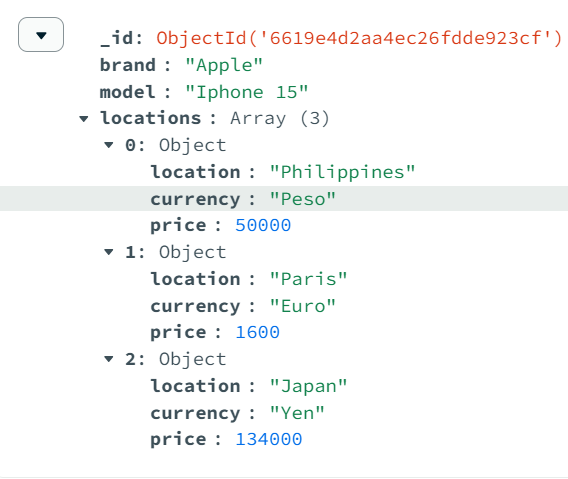 _id: ObjectId('6619e4d2aa4ec26fdde923cf')
brand : "Apple"
model : "Iphone 15"
locations : Array (3)
0: Object
location : "Philippines"
currency : "Peso"
price : 50000
1: Object
location : "Paris"
currency : "Euro"
price : 1600
2: Object
location : "Japan"
currency : "Yen"
price : 134000